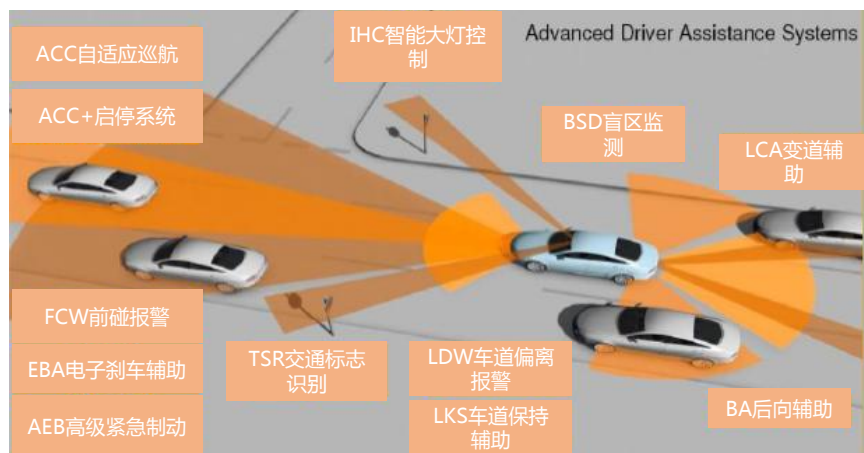 ACC自适应巡航
ACC+启停系统
IHC智能大灯控
制
Advanced Driver Assistance Systems
BSD盲区监
测
LCA变道辅
助
FCW前碰报警
EBA电子刹车辅助
AEB高级紧急制动
TSR交通标志
识别
LDW车道偏离
报警
LKS车道保持
辅助
BA后向辅助